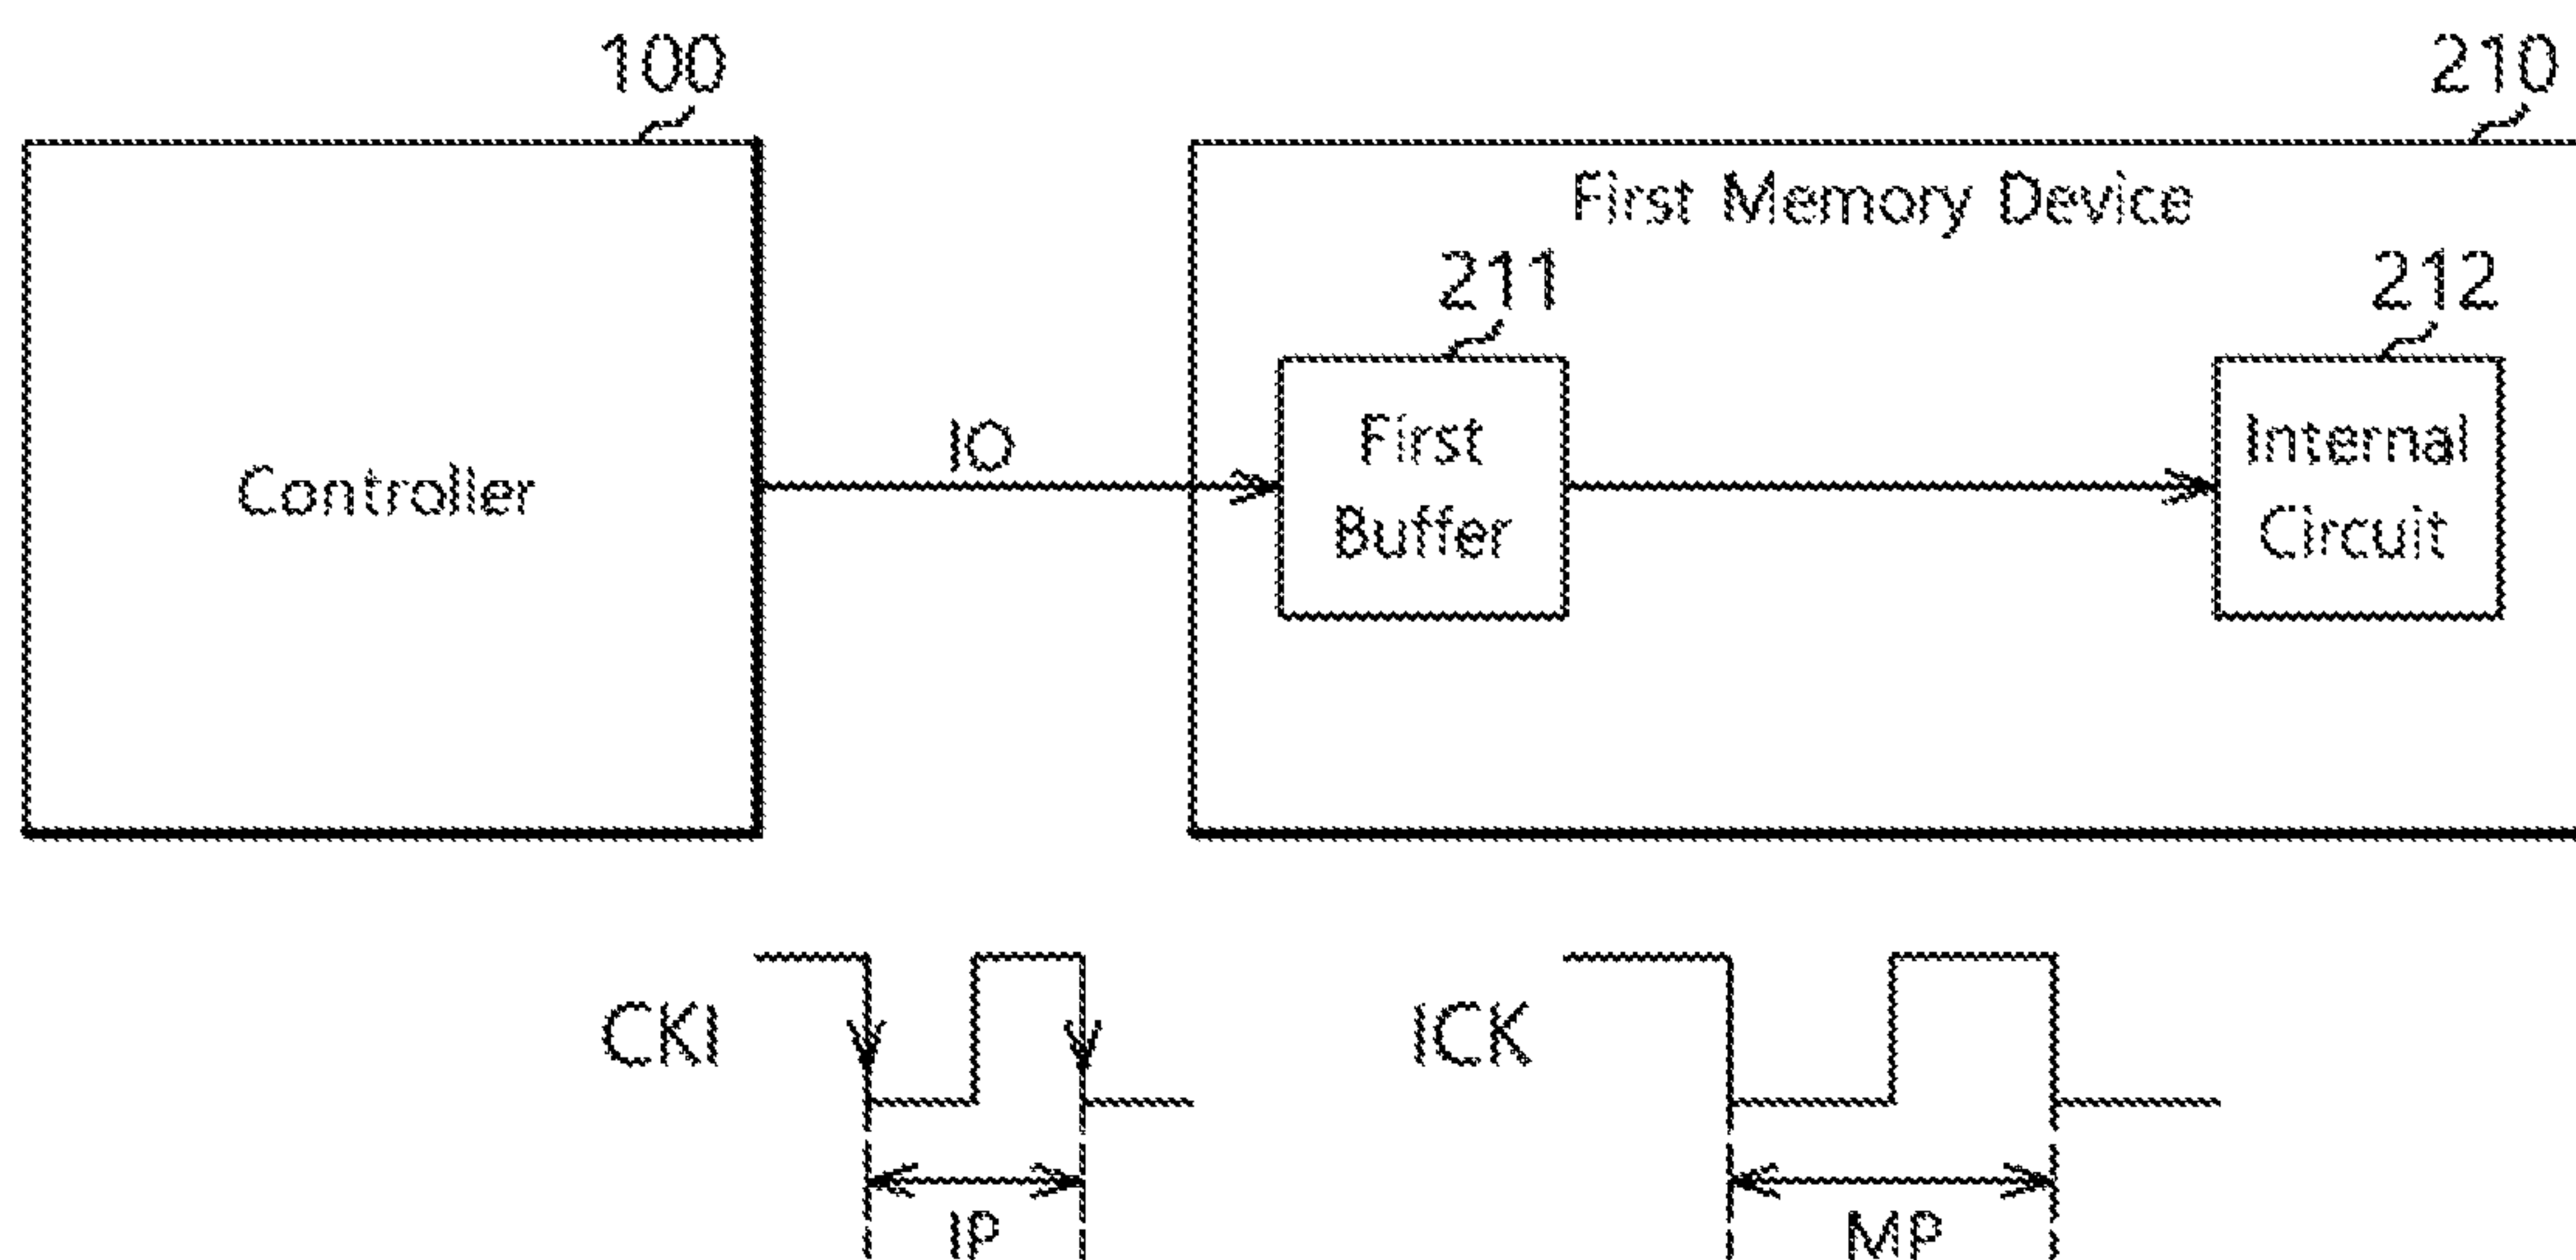 100
210
First Memory Device
211
212
Controller
IO
First
Buffer
Internal
Circuit
CKI
ICK
IP
MP